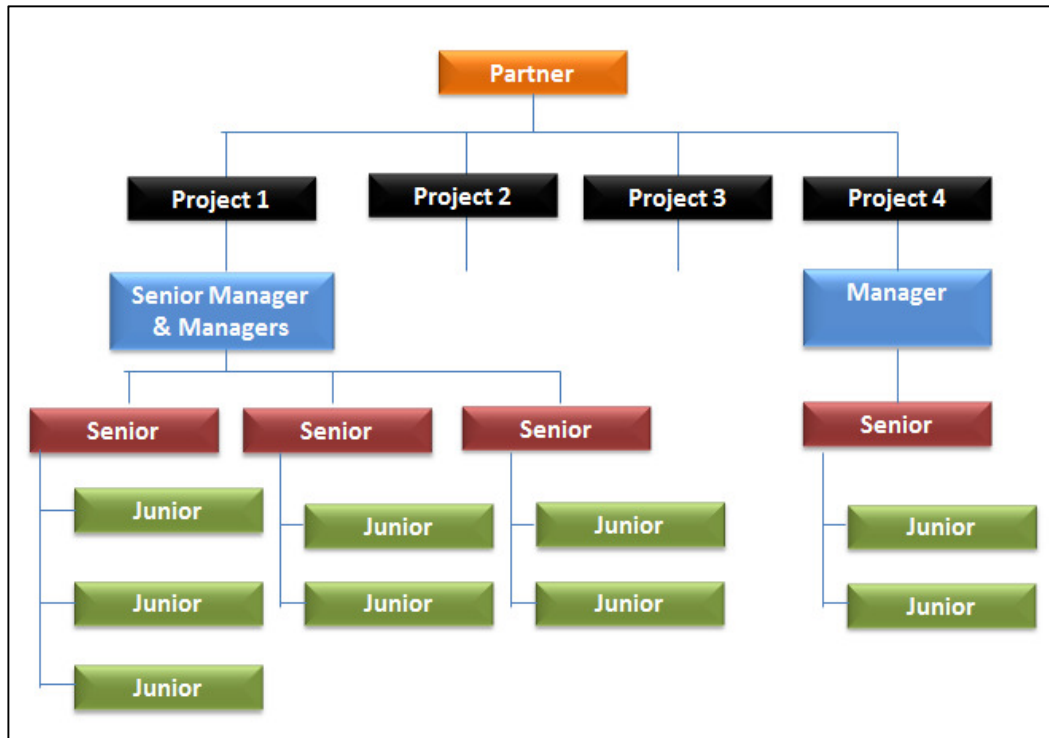 Partner
Project 1
Project 2
Project 3
Project 4
Senior Manager
& Managers
Manager
Senior
Senior
Senior
Senior
Junior
Junior
Junior
Junior
Junior
Junior
Junior
Junior
Junior